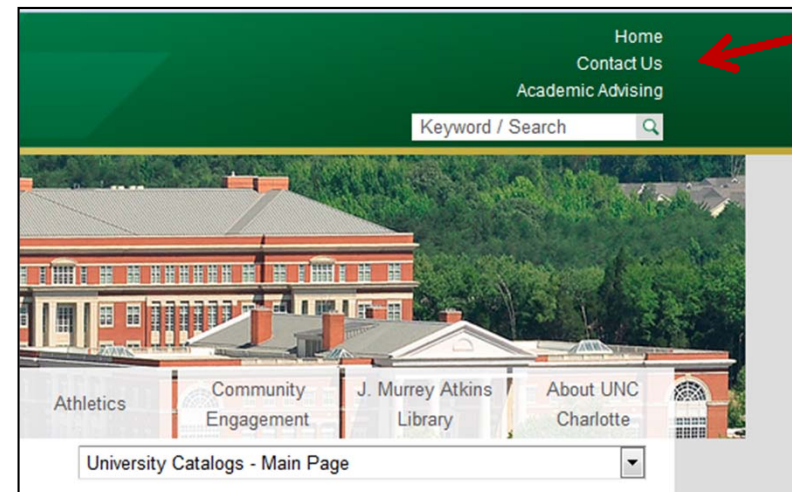 Home
Contact Us
Academic Advising
Keyword / Search
Athletics
Community
Engagement
J. Murrey Atkins
Library
About UNC
Charlotte
University Catalogs - Main Page